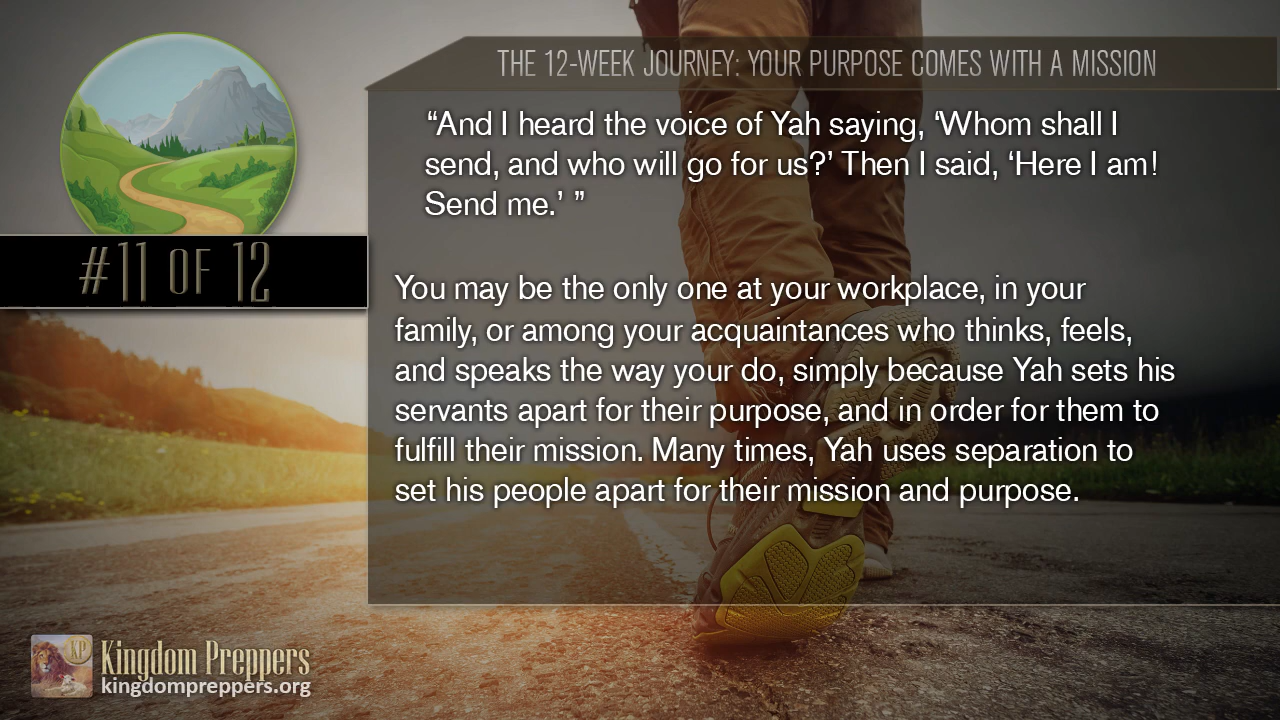 THE 12-WEEK JOURNEY: YOUR PURPOSE COMES WITH A MISSION
“And I heard the voice of Yah saying, ‘Whom shall I
send, and who will go for us?’ Then I said, ‘Here I am!
Send me.’ ”
#11 OF 12
You may be the only one at your workplace, in your
family, or among your acquaintances who thinks, feels,
and speaks the way your do, simply because Yah sets his
servants apart for their purpose, and in order for them to
fulfill their mission. Many times, Yah uses separation to
set his people apart for their mission and purpose.
KP
Kingdom Preppers
kingdompreppers.org